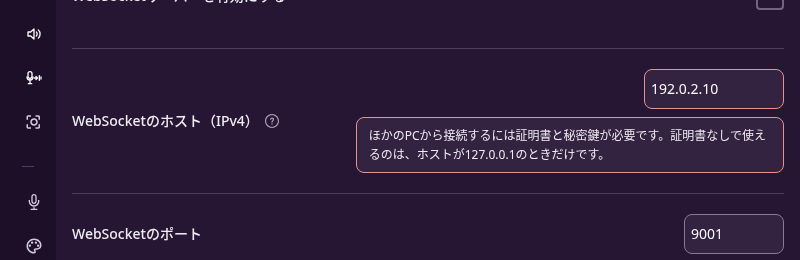 192.0.2.10
WebSocketのホスト（IPv4）
ほかのPCから接続するには証明書と秘密鍵が必要です。証明書なしで使え
るのは、ホストが127.0.0.1のときだけです。
WebSocketのポート
9001